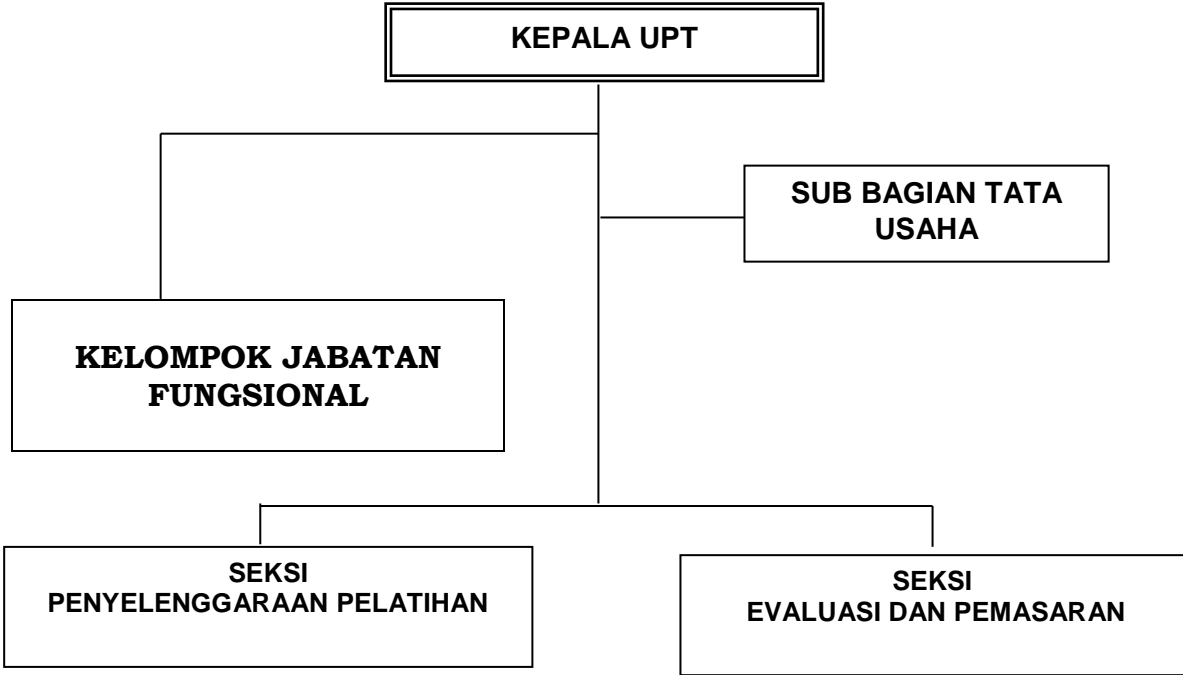 KEPALA UPT
SUB BAGIAN TATA
USAHA
KELOMPOK JABATAN
FUNGSIONAL
SEKSI
PENYELENGGARAAN PELATIHAN
SEKSI
EVALUASI DAN PEMASARAN